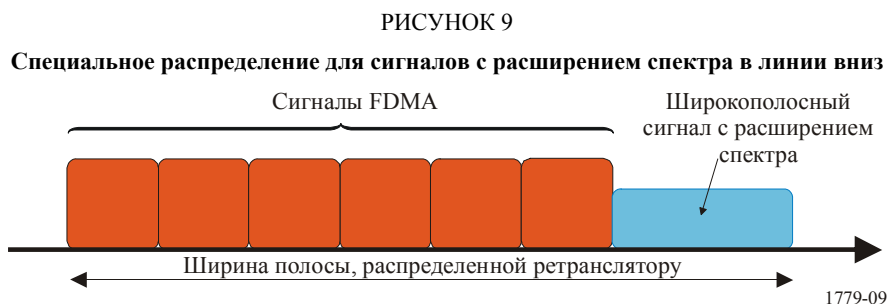 РИСУНОК 9
Специальное распределение для сигналов с расширением спектра в линии вниз
Сигналы FDMA
Широкополосный
сигнал с расширением
спектра
Ширина полосы, распределенной ретранслятору
1779-09